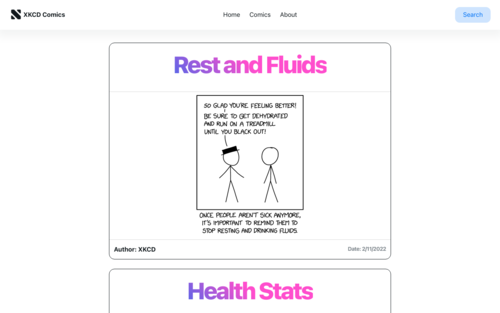 XKCD Comics
Home
Comics
About
Search
Rest and Fluids
SO GLAD YOU'RE FEELING BETTER!
BE SURE TO GET DEHYDRATED
AND RUN ON A TREADMILL
UNTIL YOU BLACK OUT!
ONCE PEOPLE AREN'T SICK ANYMORE,
IT'S IMPORTANT TO REMIND THEM TO
STOP RESTING AND DRINKING FLUIDS.
Author: XKCD
Date: 2/11/2022
Health Stats